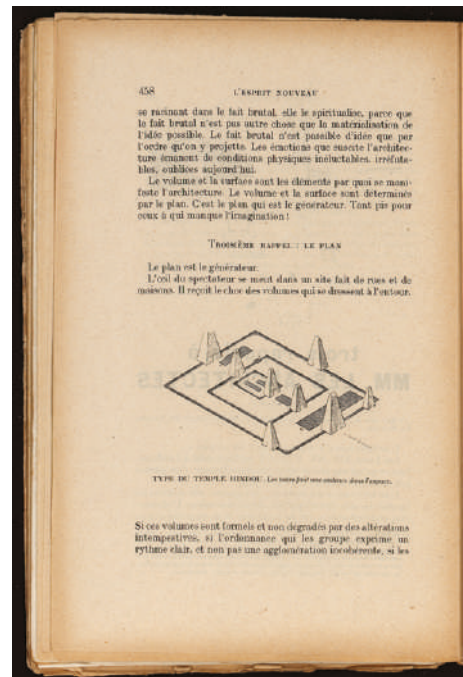 458 L'ESPRIT NOUVEAU
se racinant dans le fait brutal, elle le spiritualise, parce que
le fait brutal n'est pas autre chose que la matérialisation de
l'idée possible. Le fait brutal n'est passible d'idée que par
l'ordre qu'on y projette. Les émotions que suscite l'architec-
ture émanent de conditions physiques inéluctables, irréfuta-
bles, oubliées aujourd'hui.
Le volume et la surface sont les éléments par quoi se mani-
feste l'architecture. Le volume et la surface sont déterminés
par le plan. C'est le plan qui est le générateur. Tant pis pour
ceux à qui manque l'imagination !
TROISIÈME RAPPEL : LE PLAN
Le plan est le générateur.
L'œil du spectateur se meut dans un site fait de rues et de
maisons. Il reçoit le choc des volumes qui se dressent à l'entour.
TYPE DU TEMPLE HINDOU. Les tours font une cadence dans l'espace.
Si ces volumes sont formels et non dégradés par des altérations
intempestives, si l'ordonnance qui les groupe exprime un
rythme clair, et non pas une agglomération incohérente, si les